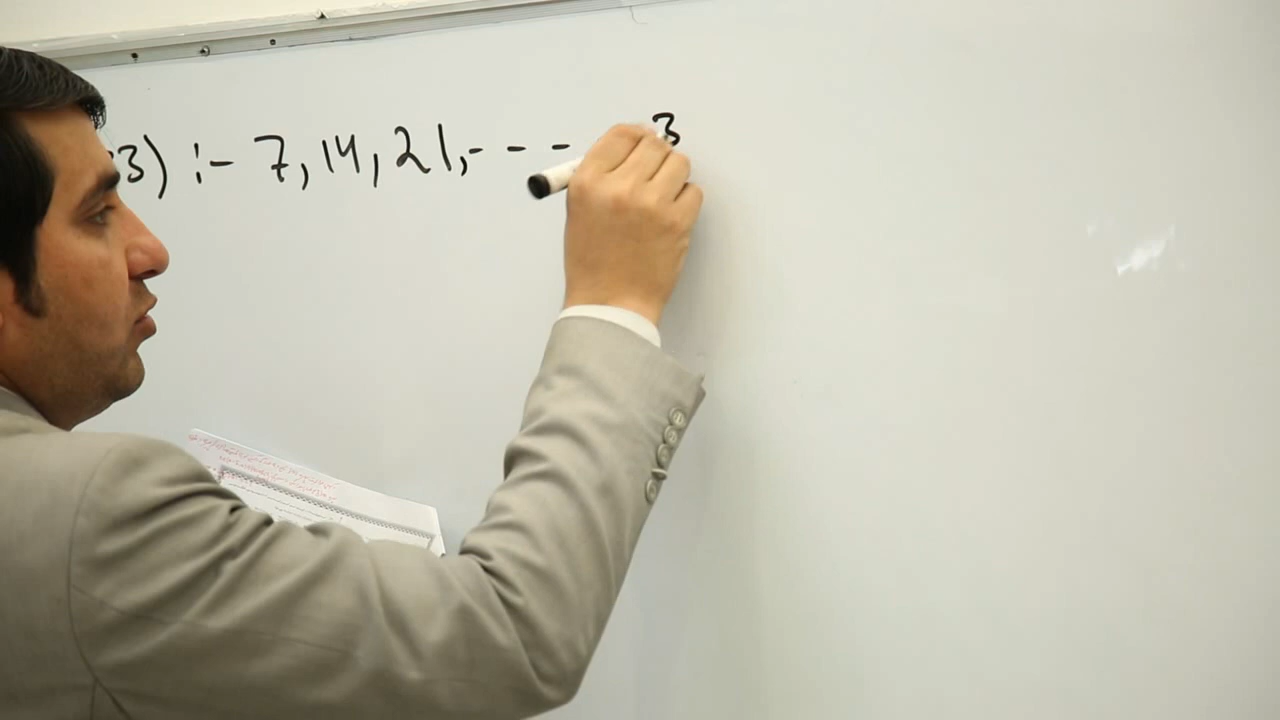 3) :- 7, 14, 21, - - - 3